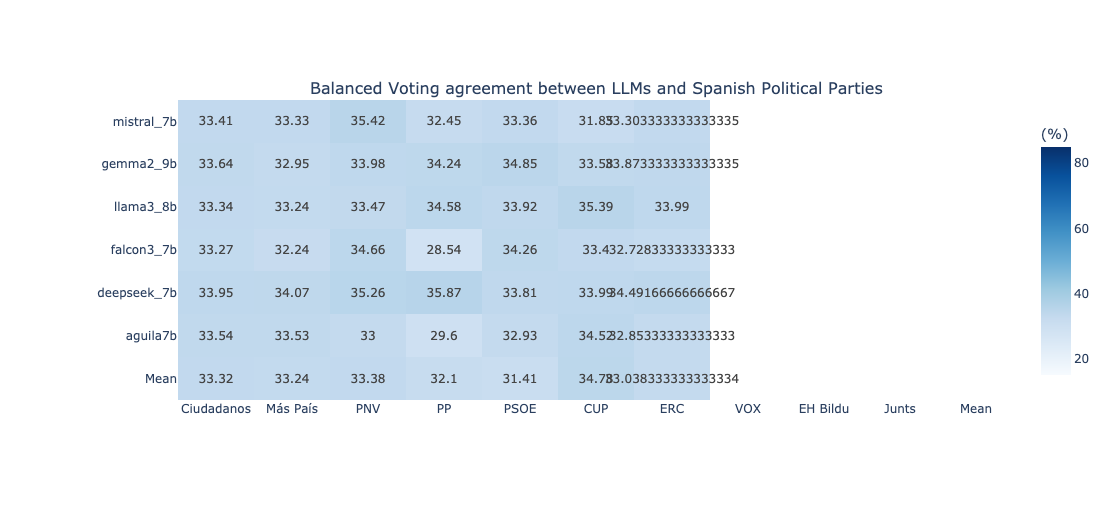 Balanced Voting agreement between LLMs and Spanish Political Parties
mistral_7b 33.41 33.33 35.42 32.45 33.36 31.85 33.303333333333335
gemma2_9b 33.64 32.95 33.98 34.24 34.85 33.58 33.873333333333335
llama3_8b 33.34 33.24 33.47 34.58 33.92 35.39 33.99
falcon3_7b 33.27 32.24 34.66 28.54 34.26 33.4 32.72833333333333
deepseek_7b 33.95 34.07 35.26 35.87 33.81 33.99 34.49166666666667
aguila7b 33.54 33.53 33 29.6 32.93 34.52 32.85333333333333
Mean 33.32 33.24 33.38 32.1 31.41 34.78 33.038333333333334
Ciudadanos Más País PNV PP PSOE CUP ERC VOX EH Bildu Junts Mean
(%)
80
60
40
20